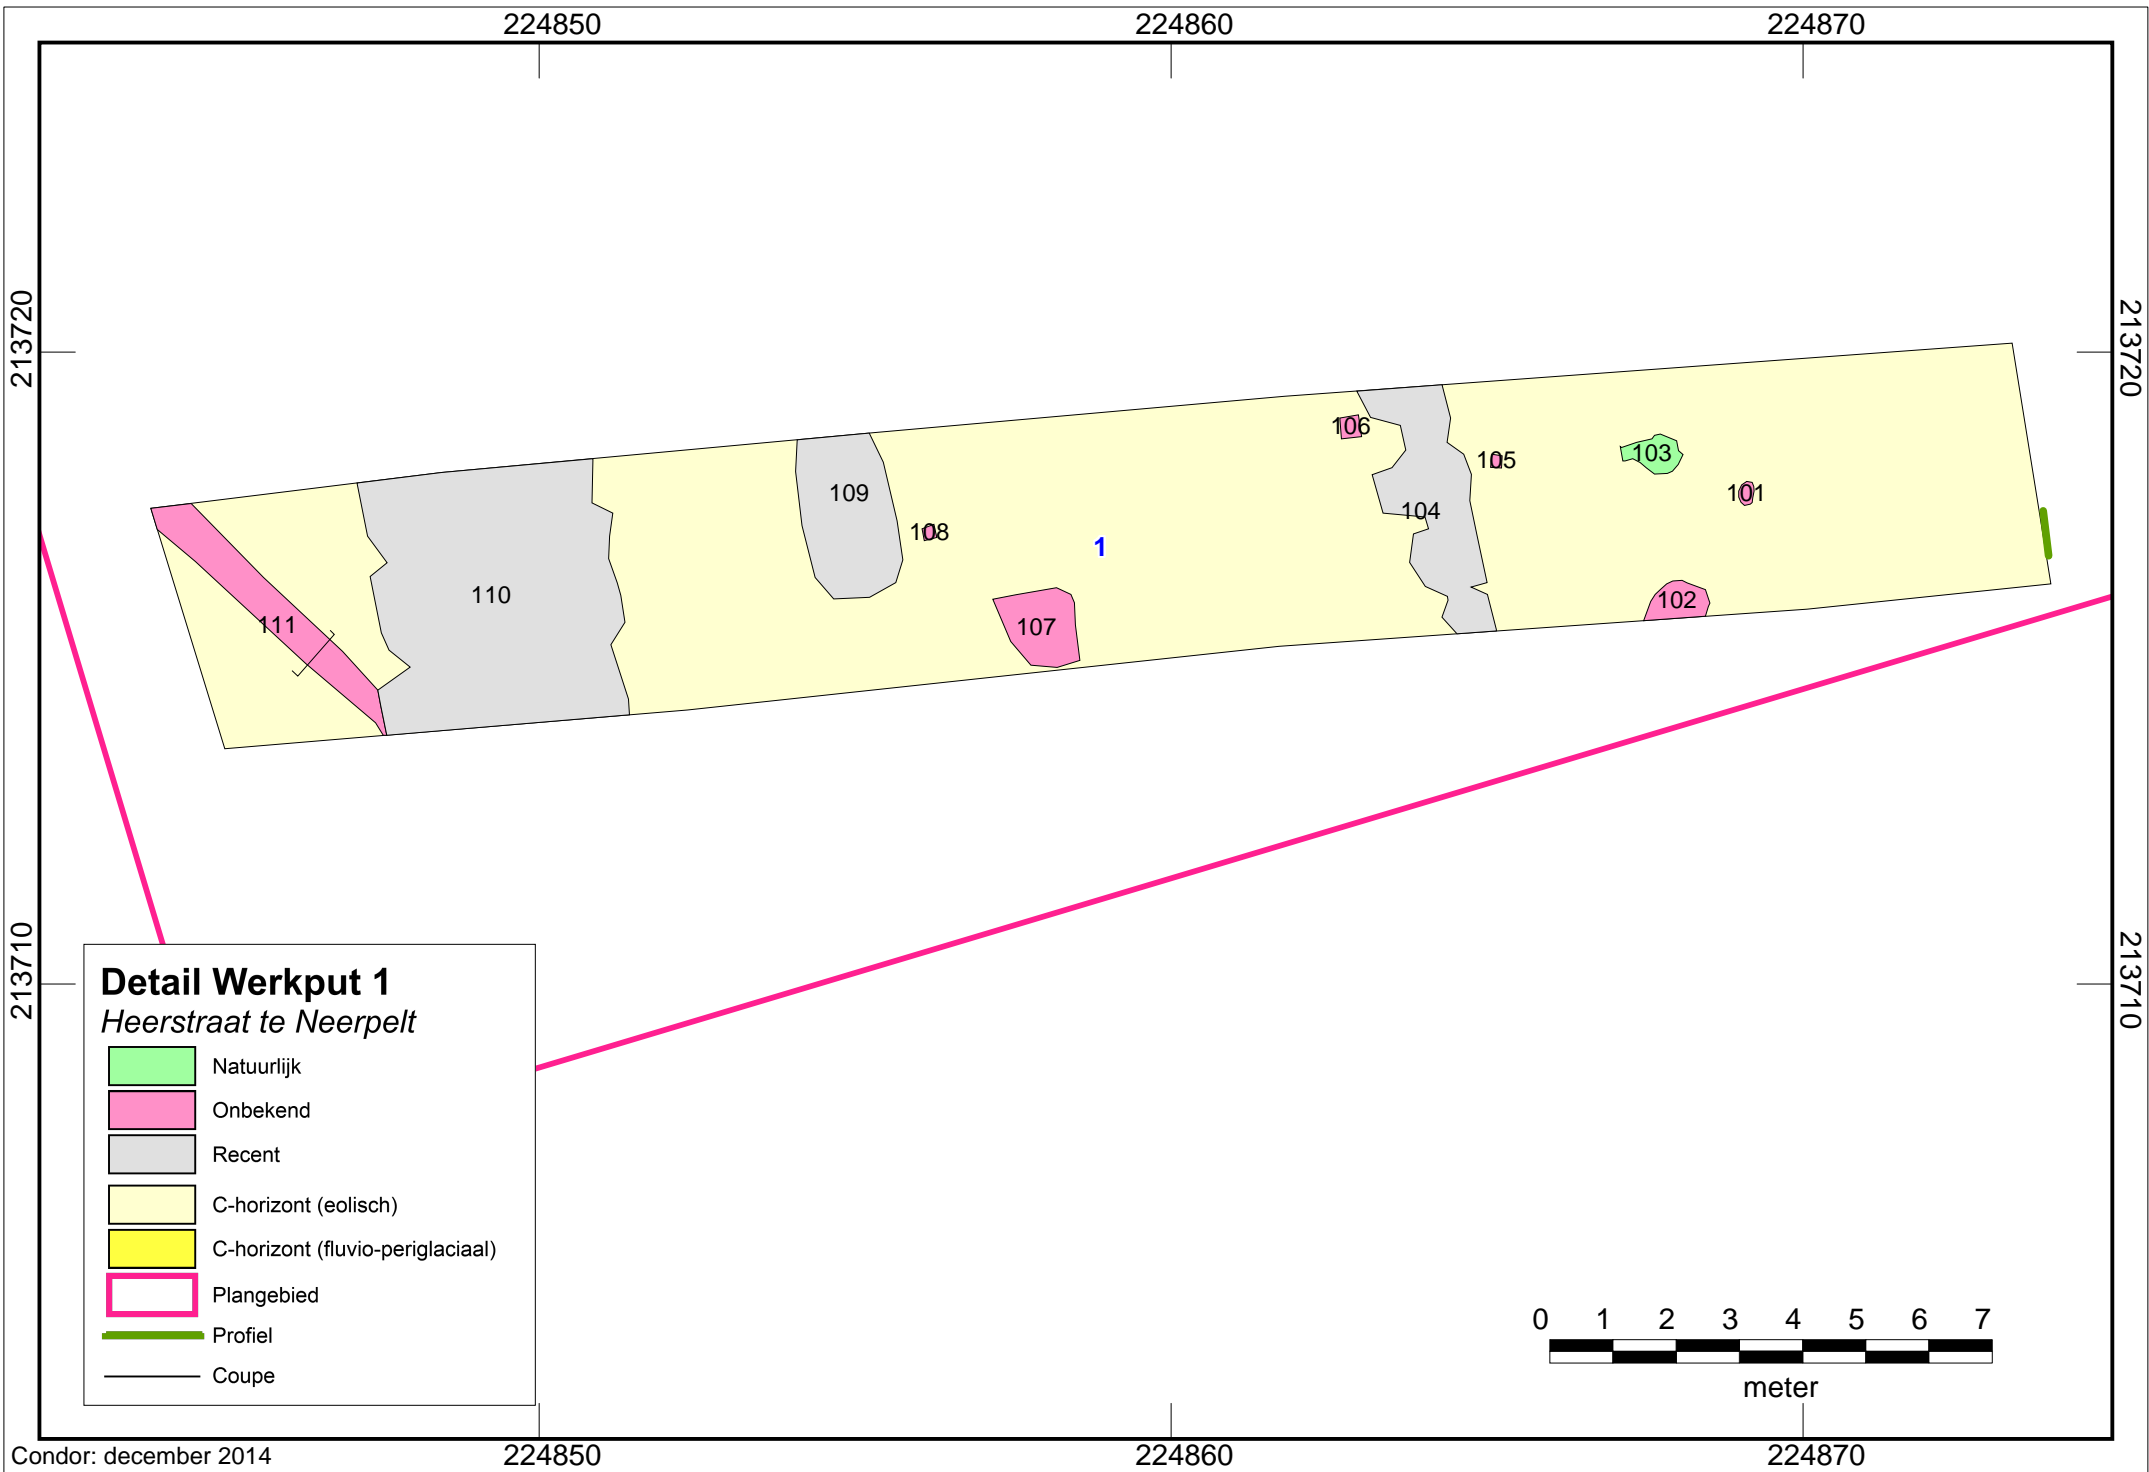 224850 224860 224870
213720 213720
106
103
105
101
109
104
108
1
110
102
111
107
213710 213710
Detail Werkput 1
Heerstraat te Neerpelt
Natuurlijk
Onbekend
Recent
C-horizont (eolisch)
C-horizont (fluvio-periglaciaal)
Plangebied
Profiel
Coupe
0 1 2 3 4 5 6 7
meter
Condor: december 2014
224850 224860 224870